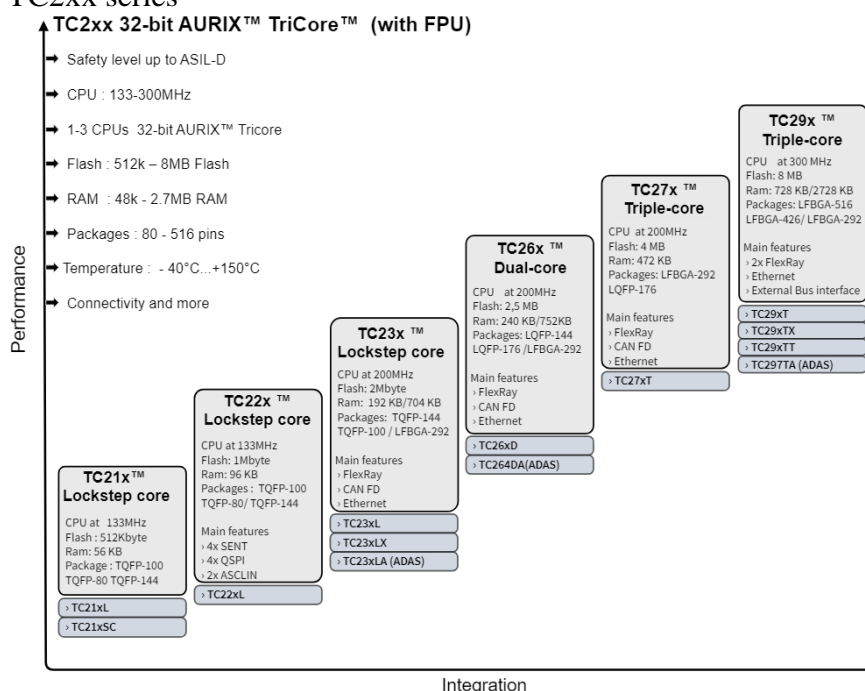 TC2xx series
TC2xx 32-bit AURIX™ TriCore™ (with FPU)
Safety level up to ASIL-D
CPU : 133-300MHz
1-3 CPUs 32-bit AURIX™ Tricore
Flash : 512k – 8MB Flash
RAM : 48k - 2.7MB RAM
Packages : 80 - 516 pins
Temperature : - 40°C...+150°C
Connectivity and more
Performance
TC21x™
Lockstep core
CPU at 133MHz
Flash : 512Kbyte
Ram: 56 KB
Package : TQFP-100
TQFP-80 TQFP-144
› TC21xL
› TC21xSC
TC22x ™
Lockstep core
CPU at 133MHz
Flash: 1Mbyte
Ram: 96 KB
Packages : TQFP-100
TQFP-80/ TQFP-144
Main features
› 4x SENT
› 4x QSPI
› 2x ASCLIN
› TC22xL
TC23x ™
Lockstep core
CPU at 200MHz
Flash: 2Mbyte
Ram: 192 KB/704 KB
Packages: TQFP-144
TQFP-100 / LFBGA-292
Main features
› FlexRay
› CAN FD
› Ethernet
› TC23xL
› TC23xLX
› TC23xLA (ADAS)
TC26x ™
Dual-core
CPU at 200MHz
Flash: 2,5 MB
Ram: 240 KB/752KB
Packages: LQFP-144
LQFP-176 /LFBGA-292
Main features
› FlexRay
› CAN FD
› Ethernet
› TC26xD
› TC264DA(ADAS)
TC27x ™
Triple-core
CPU at 200MHz
Flash: 4 MB
Ram: 472 KB
Packages: LFBGA-292
LQFP-176
Main features
› FlexRay
› CAN FD
› Ethernet
› TC27xT
TC29x ™
Triple-core
CPU at 300 MHz
Flash: 8 MB
Ram: 728 KB/2728 KB
Packages: LFBGA-516
LFBGA-426/ LFBGA-292
Main features
› 2x FlexRay
› Ethernet
› External Bus interface
› TC29xT
› TC29xTX
› TC29xTT
› TC297TA (ADAS)
Integration